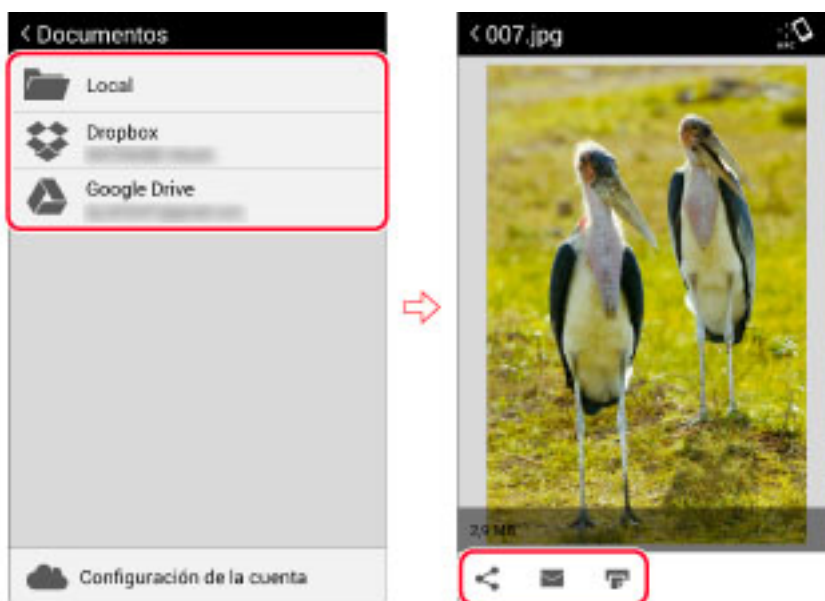 Documentos
Local
Dropbox
Google Drive
Configuración de la cuenta
007.jpg
2,9 MB